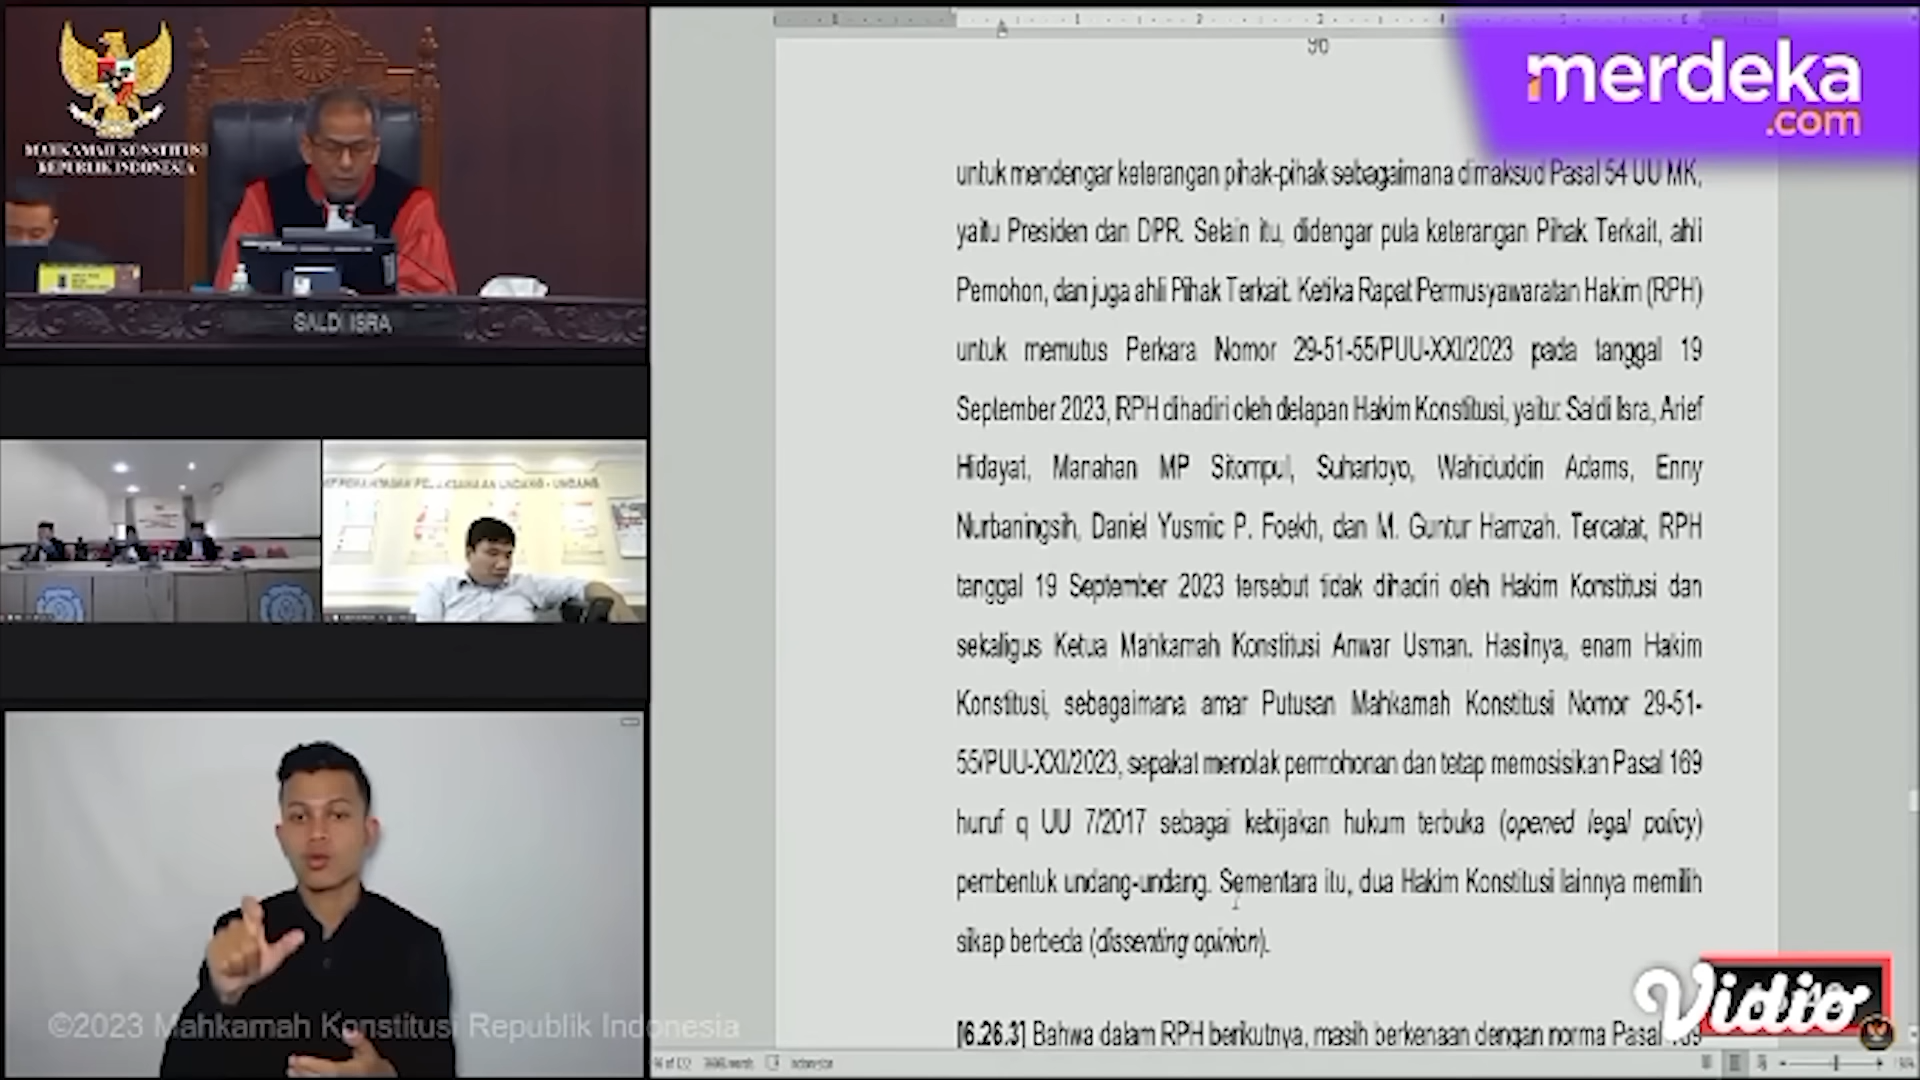 MAHKAMAH KONSTITUSI
REPUBLIK INDONESIA
SALDI ISRA
©2023 Mahkamah Konstitusi Republik Indonesia
96
merdeka
.com
untuk mendengar keterangan pihak-pihak sebagaimana dimaksud Pasal 54 UU MK,
yaitu Presiden dan DPR. Selain itu, didengar pula keterangan Pihak Terkait, ahli
Pemohon, dan juga ahli Pihak Terkait. Ketika Rapat Permusyawaratan Hakim (RPH)
untuk memutus Perkara Nomor 29-51-55/PUU-XXI/2023 pada tanggal 19
September 2023, RPH dihadiri oleh delapan Hakim Konstitusi, yaitu: Saldi Isra, Arief
Hidayat, Manahan MP Sitompul, Suhartoyo, Wahiduddin Adams, Enny
Nurbaningsih, Daniel Yusmic P. Foekh, dan M. Guntur Hamzah. Tercatat, RPH
tanggal 19 September 2023 tersebut tidak dihadiri oleh Hakim Konstitusi dan
sekaligus Ketua Mahkamah Konstitusi Anwar Usman. Hasilnya, enam Hakim
Konstitusi, sebagaimana amar Putusan Mahkamah Konstitusi Nomor 29-51-
55/PUU-XXI/2023, sepakat menolak permohonan dan tetap memosisikan Pasal 169
huruf q UU 7/2017 sebagai kebijakan hukum terbuka (opened legal policy)
pembentuk undang-undang. Sementara itu, dua Hakim Konstitusi lainnya memilih
sikap berbeda (dissenting opinion).
[6.26.3] Bahwa dalam RPH berikutnya, masih berkenaan dengan norma Pasal 169
Vidio